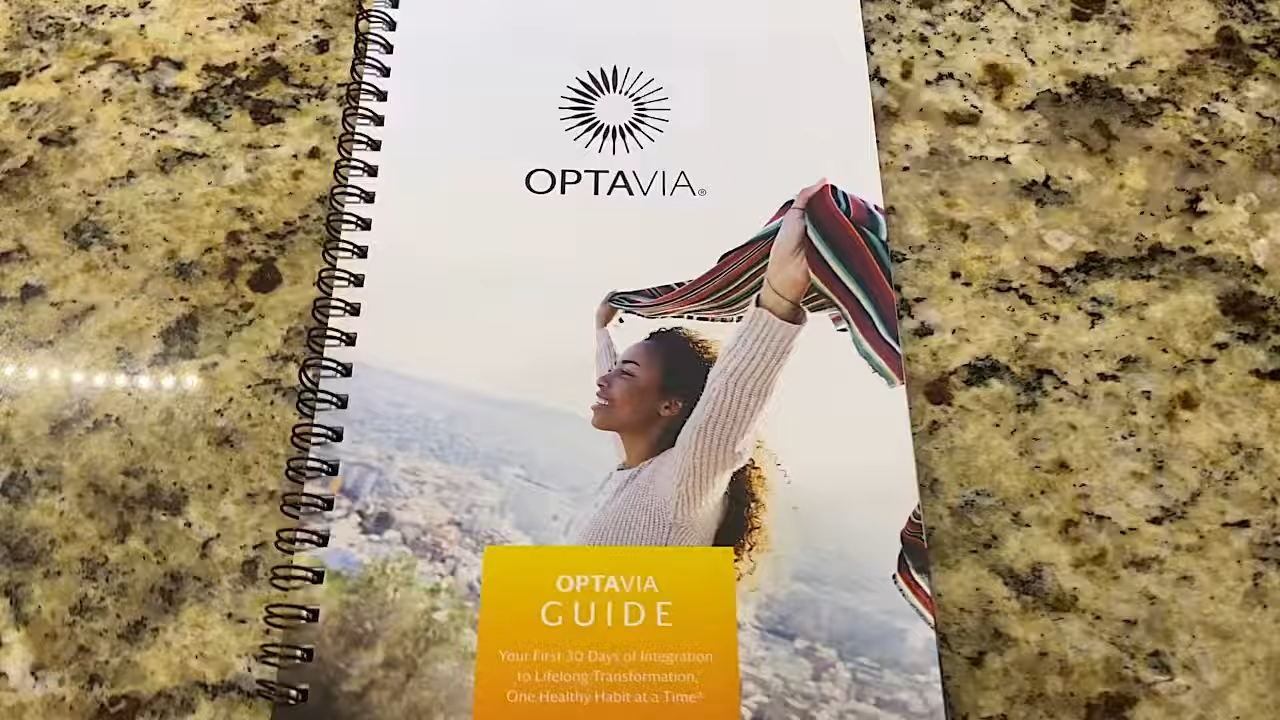 OPTAVIA®
OPTAVIA
GUIDE
Your First 30 Days of Integration
to Lifelong Transformation,
One Healthy Habit at a Time®